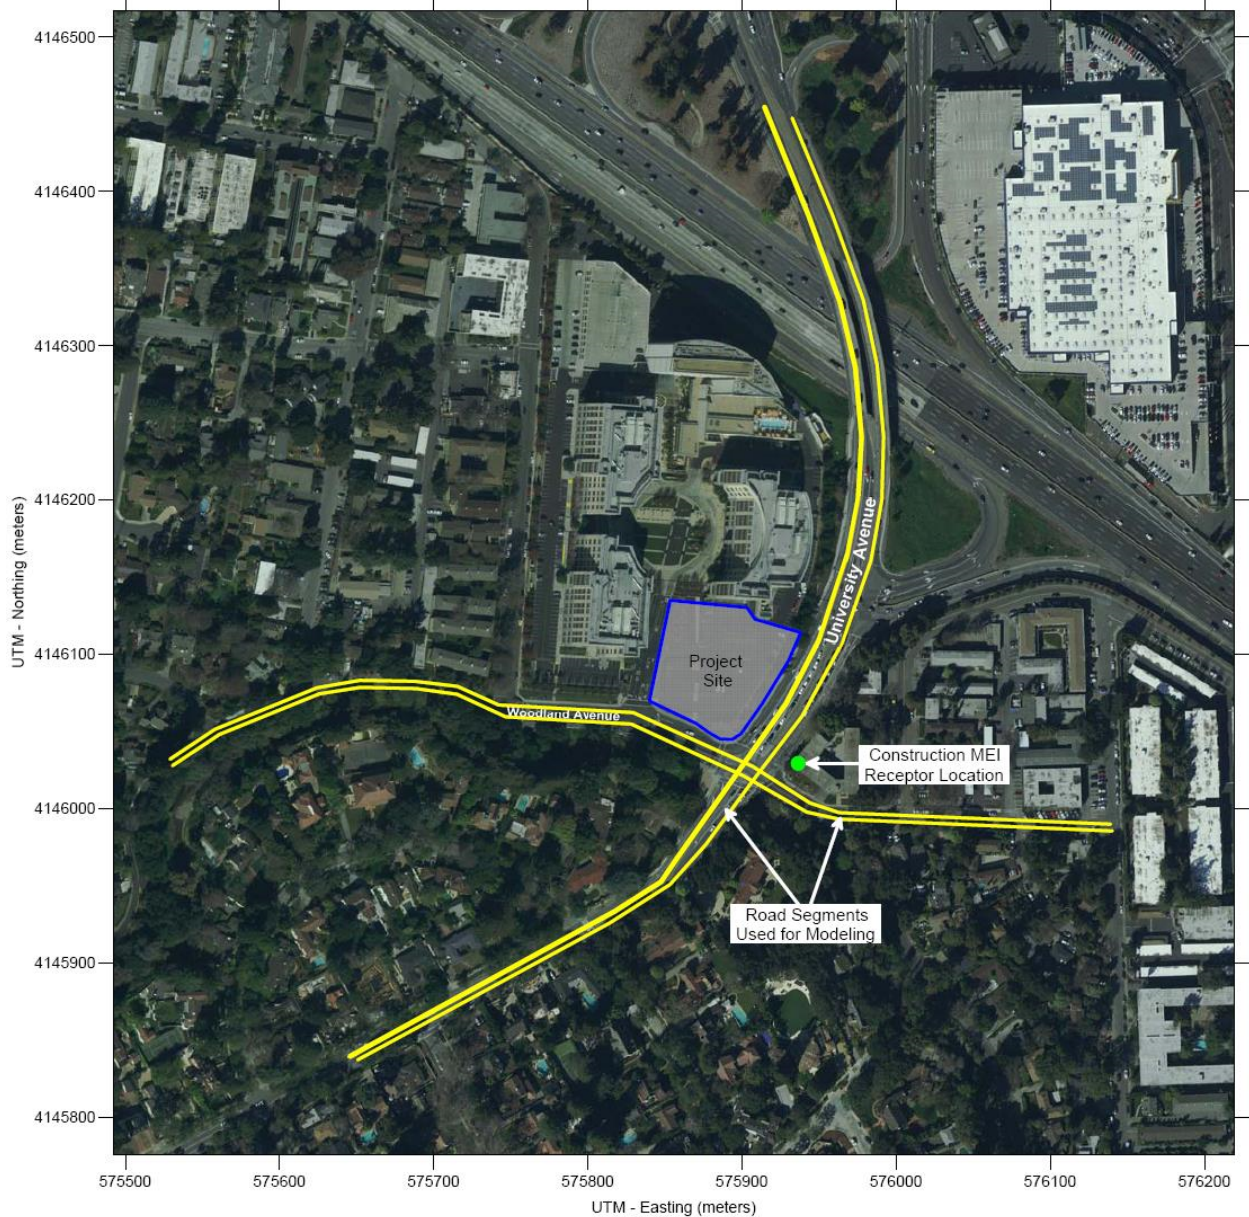 4146500
4146400
4146300
4146200
4146100
4146000
4145900
4145800
UTM - Northing (meters)
University Avenue
Project
Site
Woodland Avenue
Construction MEI
Receptor Location
Road Segments
Used for Modeling
575500
575600
575700
575800
575900
576000
576100
576200
UTM - Easting (meters)